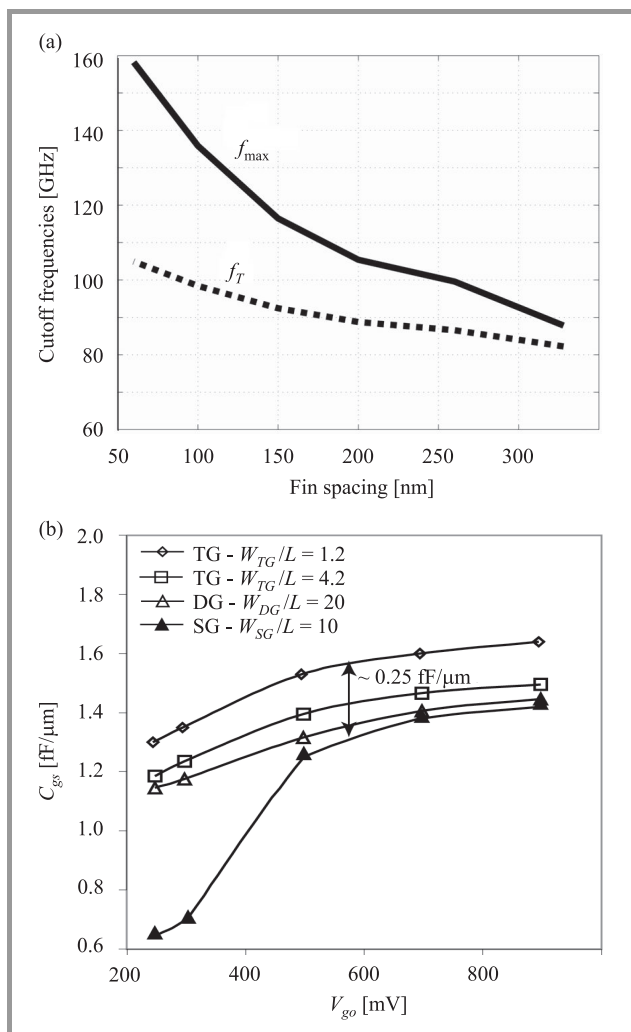 (a)
160
140
120
100
80
60
50
100
150
200
250
300
Cutoff frequencies [GHz]
f_max
f_T
Fin spacing [nm]
(b)
2.0
1.8
1.6
1.4
1.2
1.0
0.8
0.6
200
400
600
800
C_gs [fF/μm]
TG - W_TG/L = 1.2
TG - W_TG/L = 4.2
DG - W_DG/L = 20
SG - W_SG/L = 10
~ 0.25 fF/μm
V_go [mV]